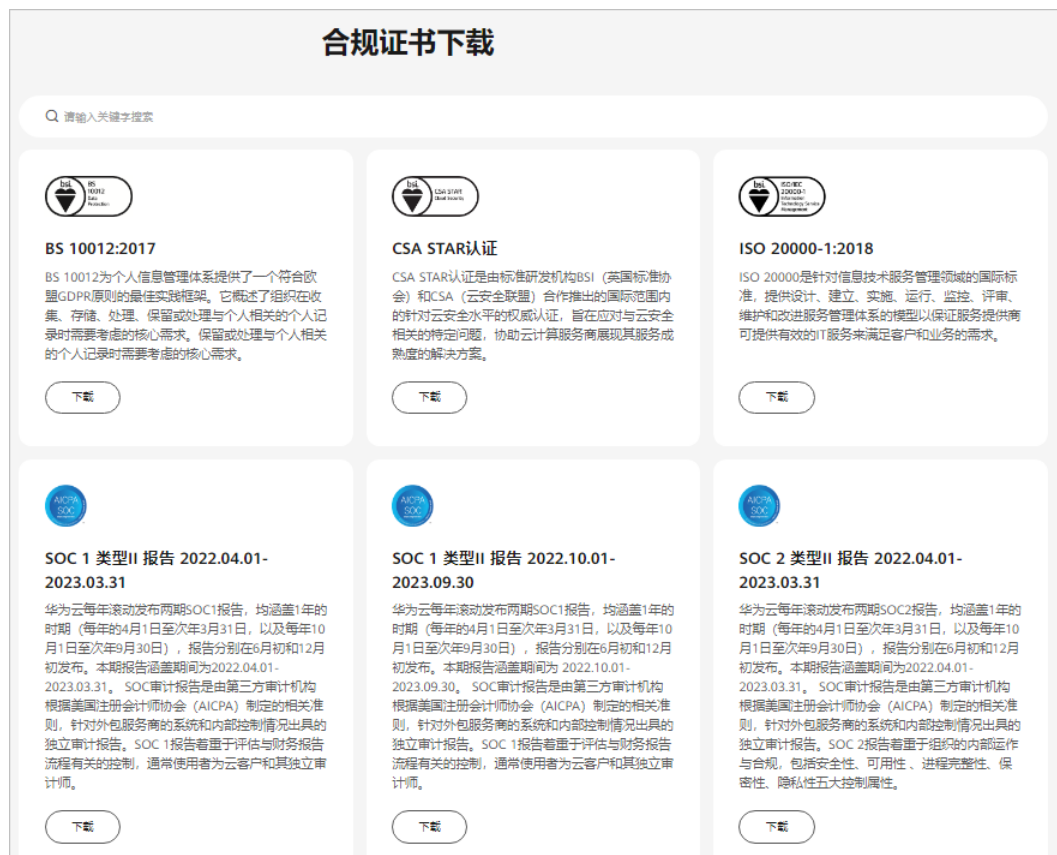 合规证书下载
请输入关键字搜索
bsi.
BS
10012
Data
Protection
BS 10012:2017
BS 10012为个人信息管理体系提供了一个符合欧
盟GDPR原则的最佳实践框架。它概述了组织在收
集、存储、处理、保留或处理与个人相关的个人记
录时需要考虑的核心需求。保留或处理与个人相关
的个人记录时需要考虑的核心需求。
下载
bsi.
CSA STAR
Cloud Security
CSA STAR认证
CSA STAR认证是由标准研发机构BSI（英国标准协
会）和CSA（云安全联盟）合作推出的国际范围内
的针对云安全水平的权威认证，旨在应对与云安全
相关的特定问题，协助云计算服务商展现其服务成
熟度的解决方案。
下载
bsi.
ISO/IEC
20000-1
Information
Technology Service
Management
ISO 20000-1:2018
ISO 20000是针对信息技术服务管理领域的国际标
准，提供设计、建立、实施、运行、监控、评审、
维护和改进服务管理体系的模型以保证服务提供商
可提供有效的IT服务来满足客户和业务的需求。
下载
AICPA
SOC
SOC 1 类型II 报告 2022.04.01-
2023.03.31
华为云每年滚动发布两期SOC1报告，均涵盖1年的
时期（每年的4月1日至次年3月31日，以及每年10
月1日至次年9月30日），报告分别在6月初和12月
初发布。本期报告涵盖期间为2022.04.01-
2023.03.31。 SOC审计报告是由第三方审计机构
根据美国注册会计师协会（AICPA）制定的相关准
则，针对外包服务商的系统和内部控制情况出具的
独立审计报告。SOC 1报告着重于评估与财务报告
流程有关的控制，通常使用者为云客户和其独立审
计师。
下载
AICPA
SOC
SOC 1 类型II 报告 2022.10.01-
2023.09.30
华为云每年滚动发布两期SOC1报告，均涵盖1年的
时期（每年的4月1日至次年3月31日，以及每年10
月1日至次年9月30日），报告分别在6月初和12月
初发布。本期报告涵盖期间为 2022.10.01-
2023.09.30。 SOC审计报告是由第三方审计机构
根据美国注册会计师协会（AICPA）制定的相关准
则，针对外包服务商的系统和内部控制情况出具的
独立审计报告。SOC 1报告着重于评估与财务报告
流程有关的控制，通常使用者为云客户和其独立审
计师。
下载
AICPA
SOC
SOC 2 类型II 报告 2022.04.01-
2023.03.31
华为云每年滚动发布两期SOC2报告，均涵盖1年的
时期（每年的4月1日至次年3月31日，以及每年10
月1日至次年9月30日），报告分别在6月初和12月
初发布。本期报告涵盖期间为2022.04.01-
2023.03.31。 SOC审计报告是由第三方审计机构
根据美国注册会计师协会（AICPA）制定的相关准
则，针对外包服务商的系统和内部控制情况出具的
独立审计报告。SOC 2报告着重于组织的内部运作
与合规，包括安全性、可用性 、进程完整性、保
密性、隐私性五大控制属性。
下载